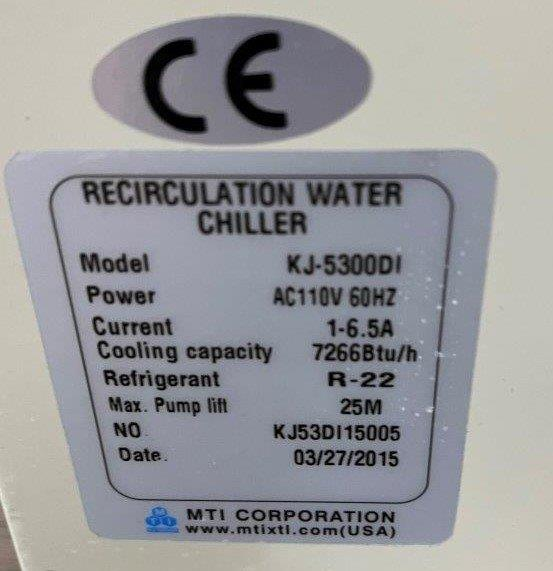 CE
RECIRCULATION WATER
CHILLER
Model KJ-5300DI
Power AC110V 60HZ
Current 1-6.5A
Cooling capacity 7266Btu/h
Refrigerant R-22
Max. Pump lift 25M
NO. KJ53DI15005
Date. 03/27/2015
MTI
MTI CORPORATION
www.mtixtl.com(USA)